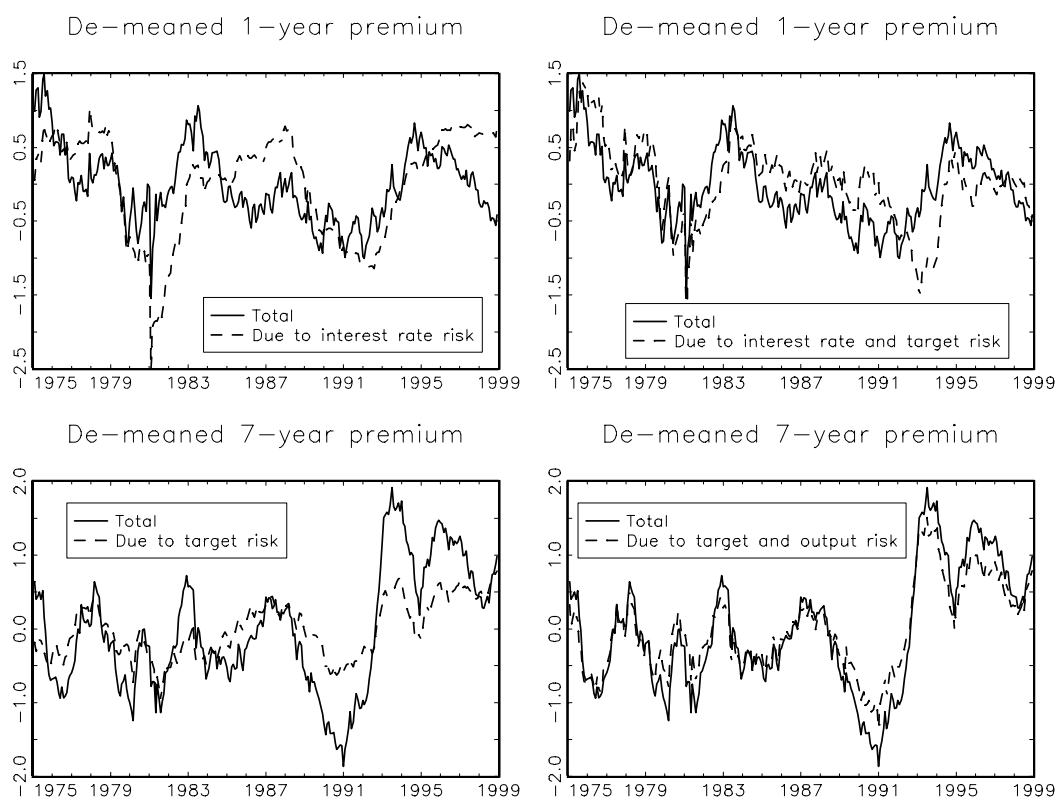 De-meaned 1-year premium
1.5
0.5
-0.5
-1.5
-2.5
1975 1979 1983 1987 1991 1995 1999
Total
Due to interest rate risk
De-meaned 1-year premium
1.5
0.5
-0.5
-1.5
-2.5
1975 1979 1983 1987 1991 1995 1999
Total
Due to interest rate and target risk
De-meaned 7-year premium
2.0
1.0
0.0
-1.0
-2.0
1975 1979 1983 1987 1991 1995 1999
Total
Due to target risk
De-meaned 7-year premium
2.0
1.0
0.0
-1.0
-2.0
1975 1979 1983 1987 1991 1995 1999
Total
Due to target and output risk